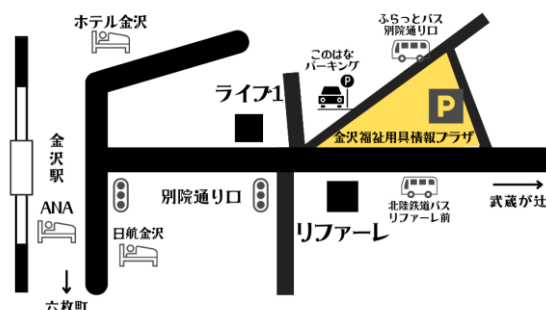 ホテル金沢
ふらっとバス
別院通り口
このはな
パーキング
P
ライブ1
P
金沢福祉用具情報プラザ
金沢駅
ANA
別院通り口
日航金沢
リファーレ
北陸鉄道バス
リファーレ前
武蔵が辻
六枚町